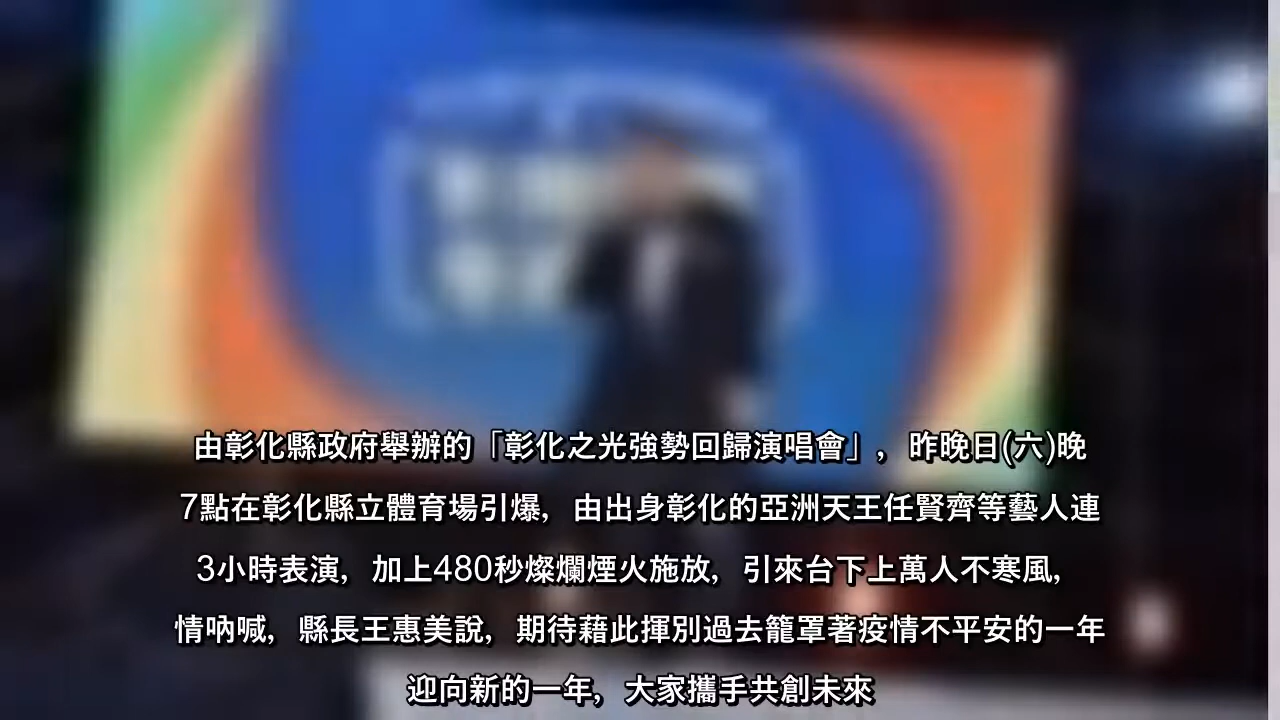 由彰化縣政府舉辦的「彰化之光強勢回歸演唱會」，昨晚日(六)晚
7點在彰化縣立體育場引爆，由出身彰化的亞洲天王任賢齊等藝人連
3小時表演，加上480秒燦爛煙火施放，引來台下上萬人不寒風，
情吶喊，縣長王惠美說，期待藉此揮別過去籠罩著疫情不平安的一年
迎向新的一年，大家攜手共創未來